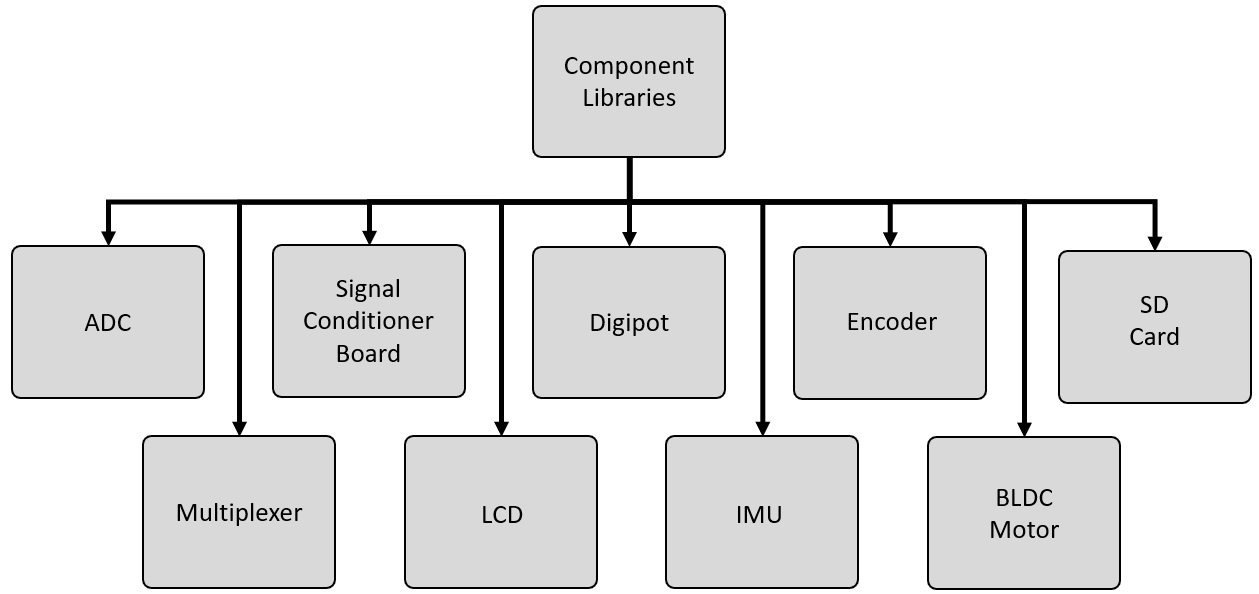 Component
Libraries
ADC
Signal
Conditioner
Board
Digipot
Encoder
SD
Card
Multiplexer
LCD
IMU
BLDC
Motor